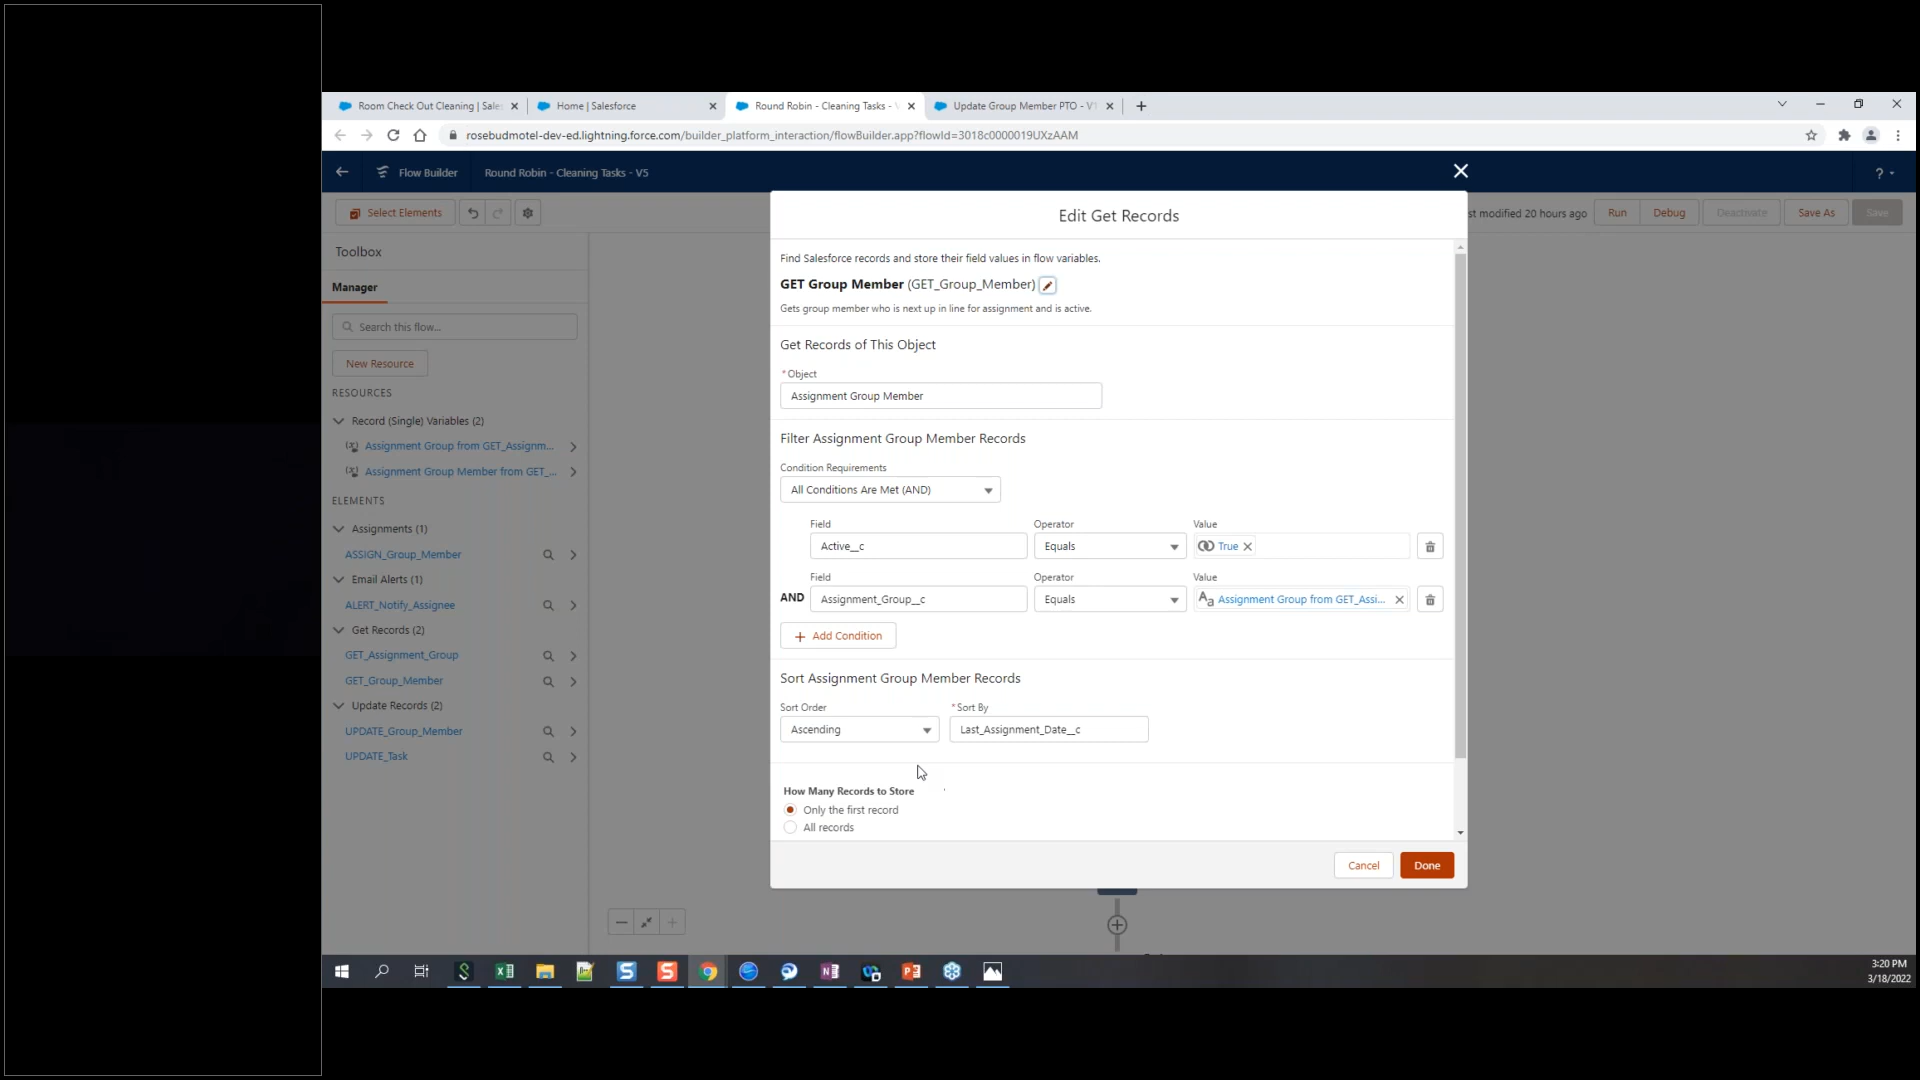 Room Check Out Cleaning | Sale
Home | Salesforce
Round Robin - Cleaning Tasks - V
Update Group Member PTO - V1
rosebudmotel-dev-ed.lightning.force.com/builder_platform_interaction/flowBuilder.app?flowId=3018c0000019UXzAAM
Flow Builder
Round Robin - Cleaning Tasks - V5
?
Select Elements
st modified 20 hours ago
Run
Debug
Deactivate
Save As
Save
Toolbox
Manager
Search this flow...
New Resource
RESOURCES
Record (Single) Variables (2)
Assignment Group from GET_Assignm...
Assignment Group Member from GET_...
ELEMENTS
Assignments (1)
ASSIGN_Group_Member
Email Alerts (1)
ALERT_Notify_Assignee
Get Records (2)
GET_Assignment_Group
GET_Group_Member
Update Records (2)
UPDATE_Group_Member
UPDATE_Task
Edit Get Records
Find Salesforce records and store their field values in flow variables.
GET Group Member (GET_Group_Member)
Gets group member who is next up in line for assignment and is active.
Get Records of This Object
*Object
Assignment Group Member
Filter Assignment Group Member Records
Condition Requirements
All Conditions Are Met (AND)
Field Operator Value
Active__c Equals True
Field Operator Value
AND Assignment_Group__c Equals Assignment Group from GET_Assi...
+ Add Condition
Sort Assignment Group Member Records
Sort Order *Sort By
Ascending Last_Assignment_Date__c
How Many Records to Store
Only the first record
All records
Cancel Done
3:20 PM
3/18/2022